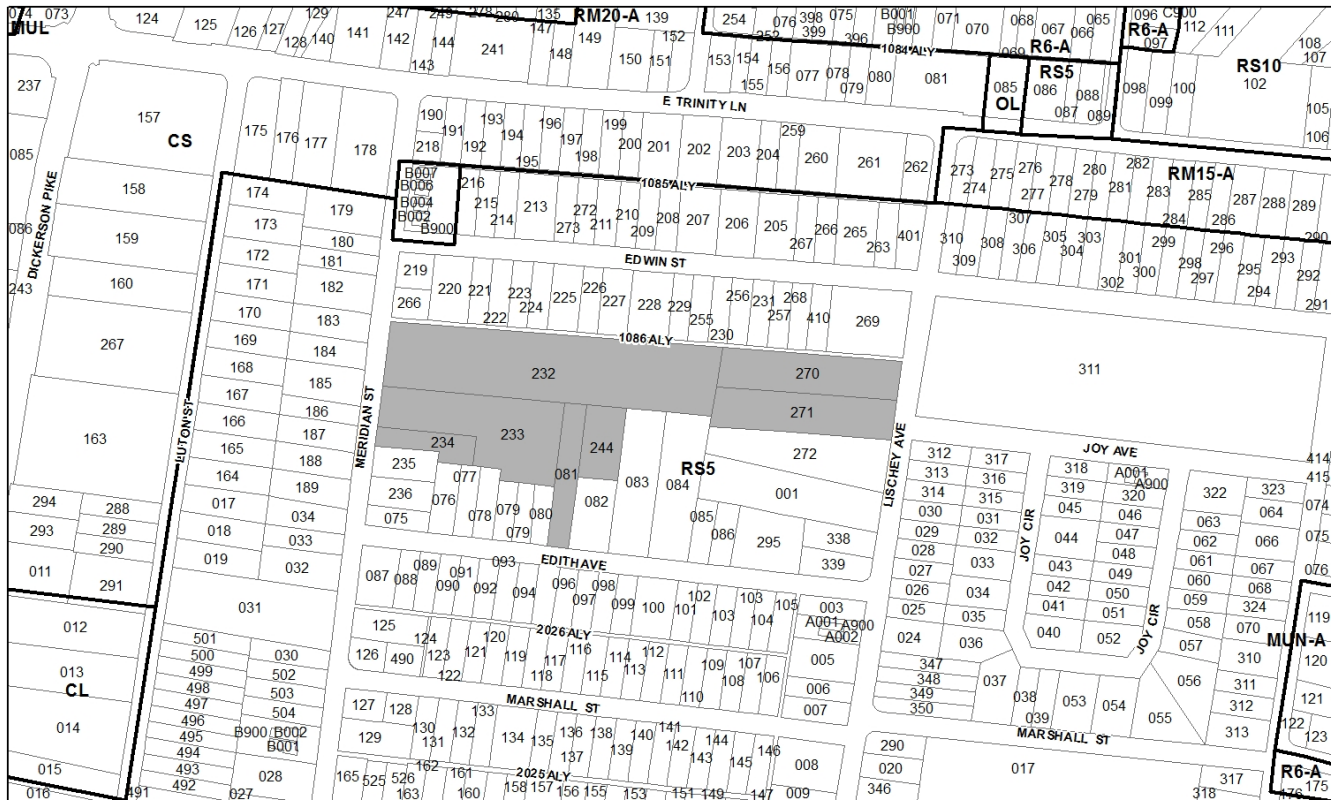 074 073 124 125 126 127 128 129 140 141 247 142 249 144 143 278 280 241 135 147 RM20-A 139 149 148 152 150 151
254 076 398 075 B001 071 068 065 096 C900
252 399 396 B900 070 067 066 R6-A 112 111 108
MUL 1084 ALY 069 R6-A 097 107
153 154 156 077 078 080 081 085 RS5 RS10
237 155 079 OL 086 088 098 100 102
157 E TRINITY LN 087 089 099 105
CS 175 176 177 178 190 191 193 194 196 197 199 259 106
085 218 192 195 198 200 201 202 203 204 260 261 262
158 174 B007 216 1085 ALY 273 275 276 280 282 RM15-A
B006 215 213 272 210 208 207 206 205 266 265 401 274 277 278 279 281 283 285 287 288 289
179 B004 214 273 211 209 267 263 307 284 286 290
086 173 B002 B900 310 308 305 303 299 296 293
159 180 309 306 304 301 298 295 292
DICKERSON PIKE 172 181 EDWIN ST 302 300 297 294 291
243 160 171 182 219 220 221 223 225 226 228 229 256 231 268
266 222 224 227 255 257 410 269
170 183 230
267 169 184 1086 ALY 311
168 185 232 270
167 186 271
LUTON ST 166 187 MERIDIAN ST 234 233 244 LISCHEY AVE
163 165 188 235 RS5 272 312 317 JOY AVE 414
164 189 077 081 083 084 313 316 318 A001 415
294 288 017 236 076 079 001 314 315 319 320 A900 322 323
293 289 018 034 075 078 080 082 085 030 031 045 046 064 074
290 033 079 086 295 338 029 032 JOY CIR 044 047 063 066 075
011 291 019 032 EDITH AVE 339 028 033 048 062
087 089 091 093 096 098 027 043 049 061 067 076
088 090 092 094 097 099 100 102 103 105 026 034 042 050 060 068
012 031 101 103 104 003 025 035 041 051 059 324 119
125 124 2026 ALY A001 A900 024 036 040 052 JOY CIR 058 070 MUN-A
501 120 116 A002 057 120
013 500 030 126 490 123 121 119 117 114 112 109 107 005 347 310
CL 499 502 122 118 115 113 111 108 106 348 037 056 311 121
498 503 110 006 349 038 053 054 312
014 497 504 127 128 MARSHALL ST 007 350 039 055 313 122
496 B900 B002 133 MARSHALL ST 123
495 B001 129 130 132 134 136 138 140 141 144 146 290
494 131 135 137 139 142 143 145 008 020 017 R6-A
015 493 028 162 161 2025 ALY 317 175
016 491 492 027 165 525 526 163 160 158 157 156 155 153 151 149 147 009 346 318 176